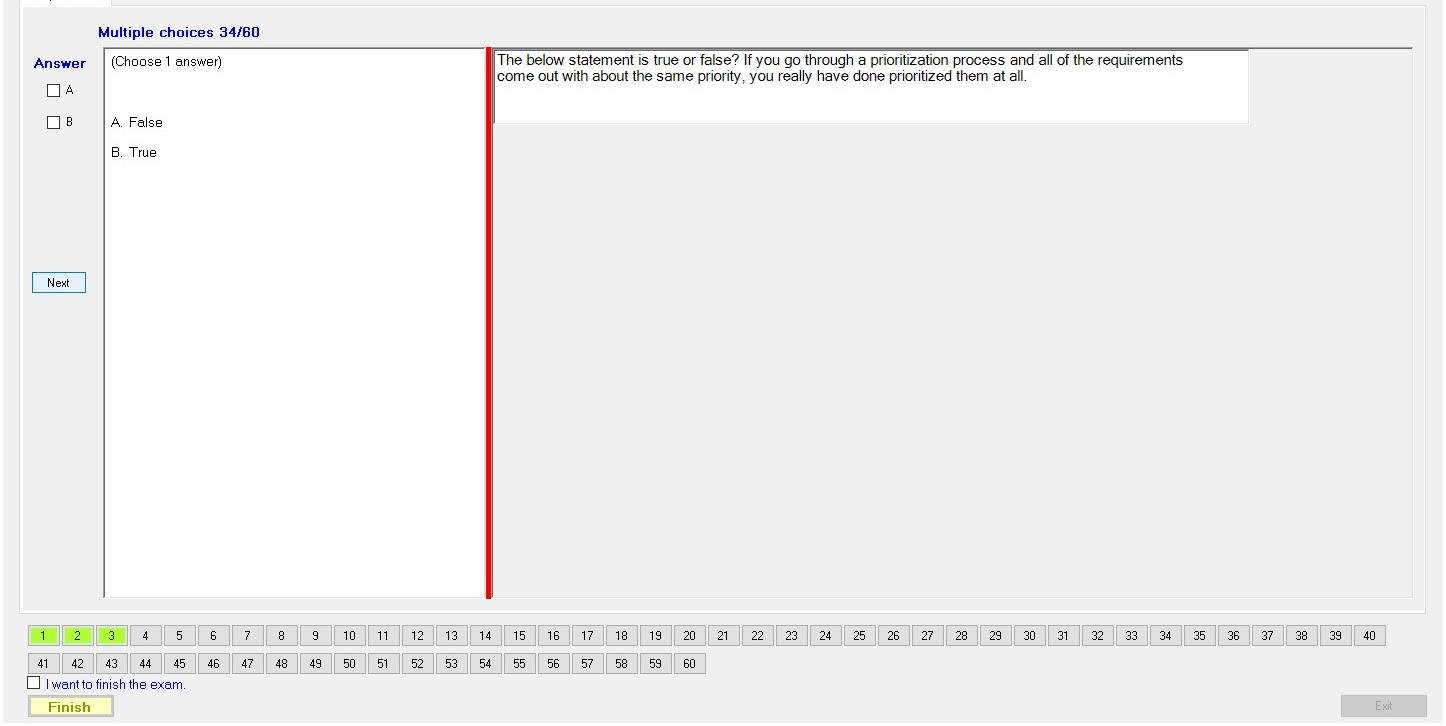 Multiple choices 34/60
Answer
A
B
Next
(Choose 1 answer)
A. False
B. True
The below statement is true or false? If you go through a prioritization process and all of the requirements
come out with about the same priority, you really have done prioritized them at all.
1 2 3 4 5 6 7 8 9 10 11 12 13 14 15 16 17 18 19 20 21 22 23 24 25 26 27 28 29 30 31 32 33 34 35 36 37 38 39 40
41 42 43 44 45 46 47 48 49 50 51 52 53 54 55 56 57 58 59 60
I want to finish the exam.
Finish
Exit